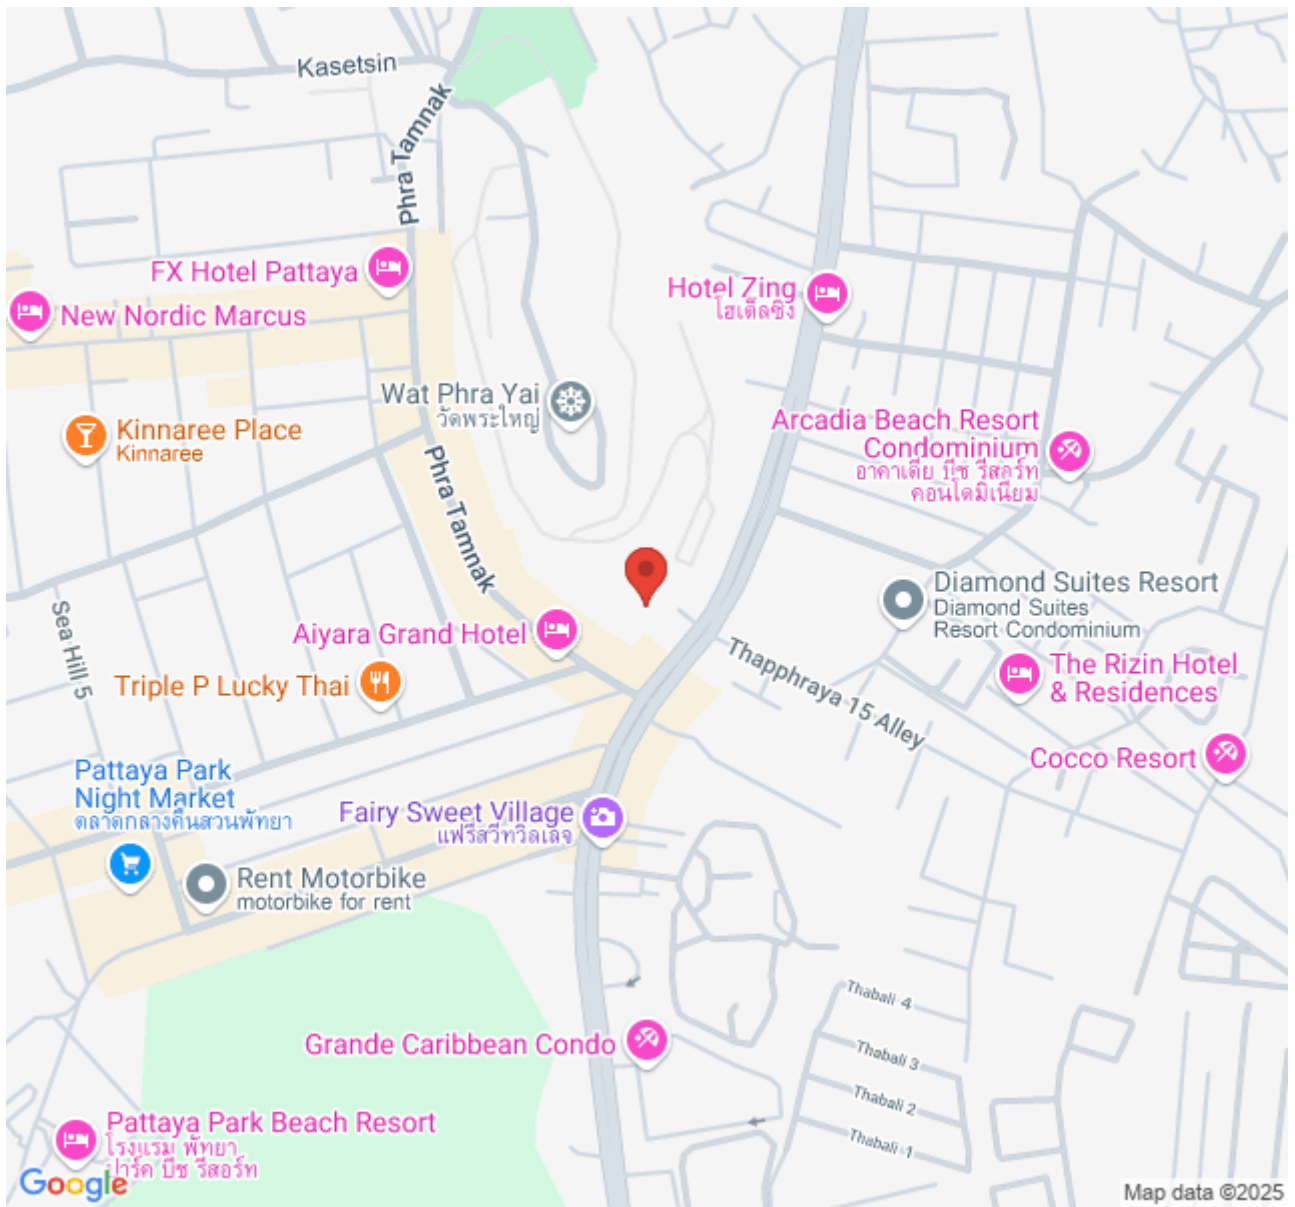 Kasetsin
Phra Tamnak
FX Hotel Pattaya
New Nordic Marcus
Hotel Zing
โฮเต็ลซิง
Wat Phra Yai
วัดพระใหญ่
Kinnaree Place
Kinnaree
Arcadia Beach Resort
Condominium
อาคาเดีย บีช รีสอร์ท
คอนโดมิเนียม
Phra Tamnak
Diamond Suites Resort
Diamond Suites
Resort Condominium
Sea Hill 5
Aiyara Grand Hotel
Thapphraya 15 Alley
The Rizin Hotel
& Residences
Triple P Lucky Thai
Cocco Resort
Pattaya Park
Night Market
ตลาดกลางคืนสวนพัทยา
Fairy Sweet Village
แฟรี่สวีทวิลเลจ
Rent Motorbike
motorbike for rent
Thabali 4
Grande Caribbean Condo
Thabali 3
Thabali 2
Pattaya Park Beach Resort
โรงแรม พัทยา
ปาร์ค บีช รีสอร์ท
Thabali 1
Google
Map data ©2025